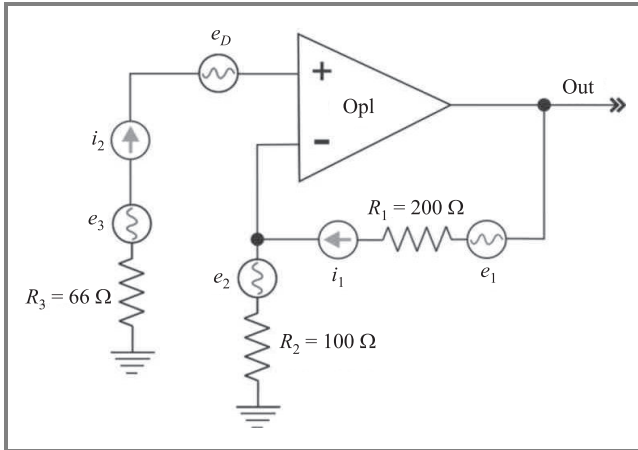 e_D
+
Opl
Out
i_2
−
e_3
R_1 = 200 Ω
e_2
i_1
e_1
R_3 = 66 Ω
R_2 = 100 Ω